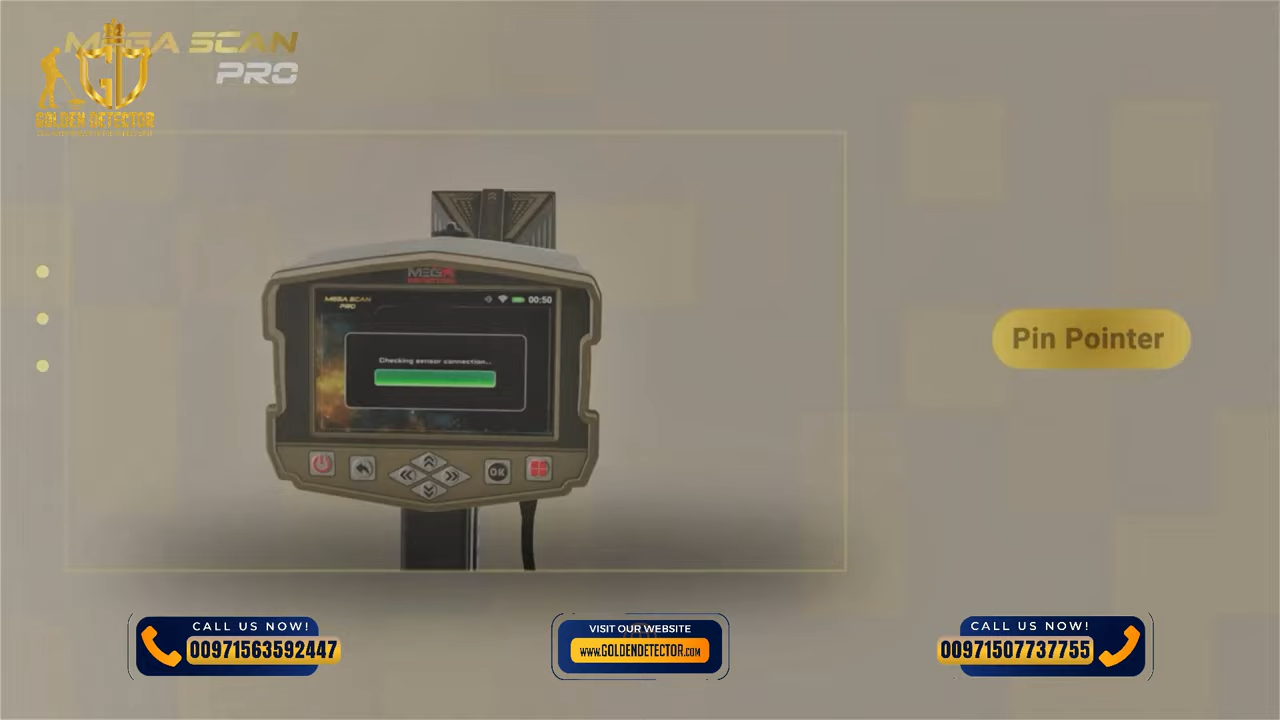 MEGA SCAN
PRO
GD
GOLDEN DETECTOR
MEGA
MEGA SCAN
PRO
00:50
Checking sensor connection..
OK
Pin Pointer
CALL US NOW!
00971563592447
VISIT OUR WEBSITE
www.GOLDENDETECTOR.com
CALL US NOW!
00971507737755